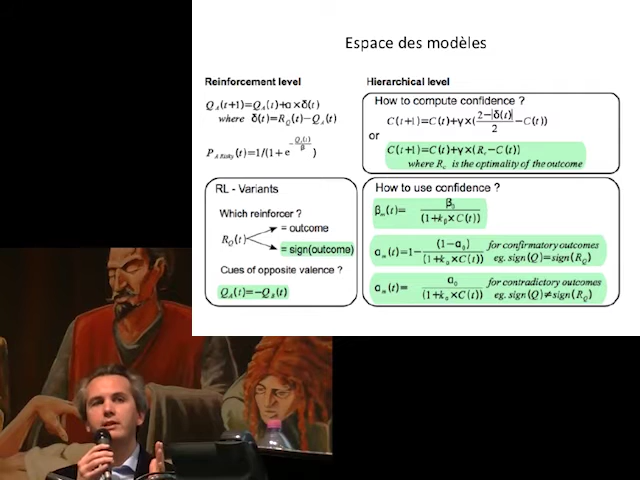 Espace des modèles
Reinforcement level
Q_A(t+1)=Q_A(t)+α×δ(t)
where δ(t)=R_Q(t)−Q_A(t)
P_A Risky(t)=1/(1+e^(−Q_A(t)/β))
RL - Variants
Which reinforcer ?
R_Q(t)
= outcome
= sign(outcome)
Cues of opposite valence ?
Q_A(t)=−Q_B(t)
Hierarchical level
How to compute confidence ?
C(t+1)=C(t)+γ×((2−|δ(t)|)/2−C(t))
or
C(t+1)=C(t)+γ×(R_c−C(t))
where R_c is the optimality of the outcome
How to use confidence ?
β_m(t)=β_0/(1+k_β×C(t))
α_m(t)=1−(1−α_0)/(1+k_α×C(t)) for confirmatory outcomes
eg. sign(Q)=sign(R_Q)
α_m(t)=α_0/(1+k_α×C(t)) for contradictory outcomes
eg. sign(Q)≠sign(R_Q)